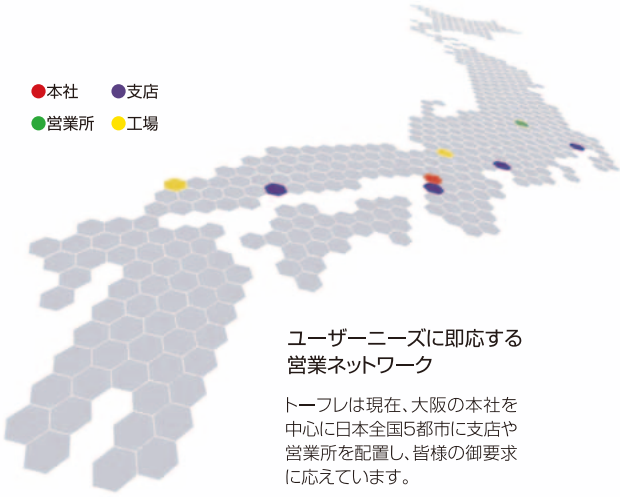 ●本社 ●支店
●営業所 ●工場
ユーザーニーズに即応する
営業ネットワーク
トーフレは現在、大阪の本社を
中心に日本全国5都市に支店や
営業所を配置し、皆様の御要求
に応えています。